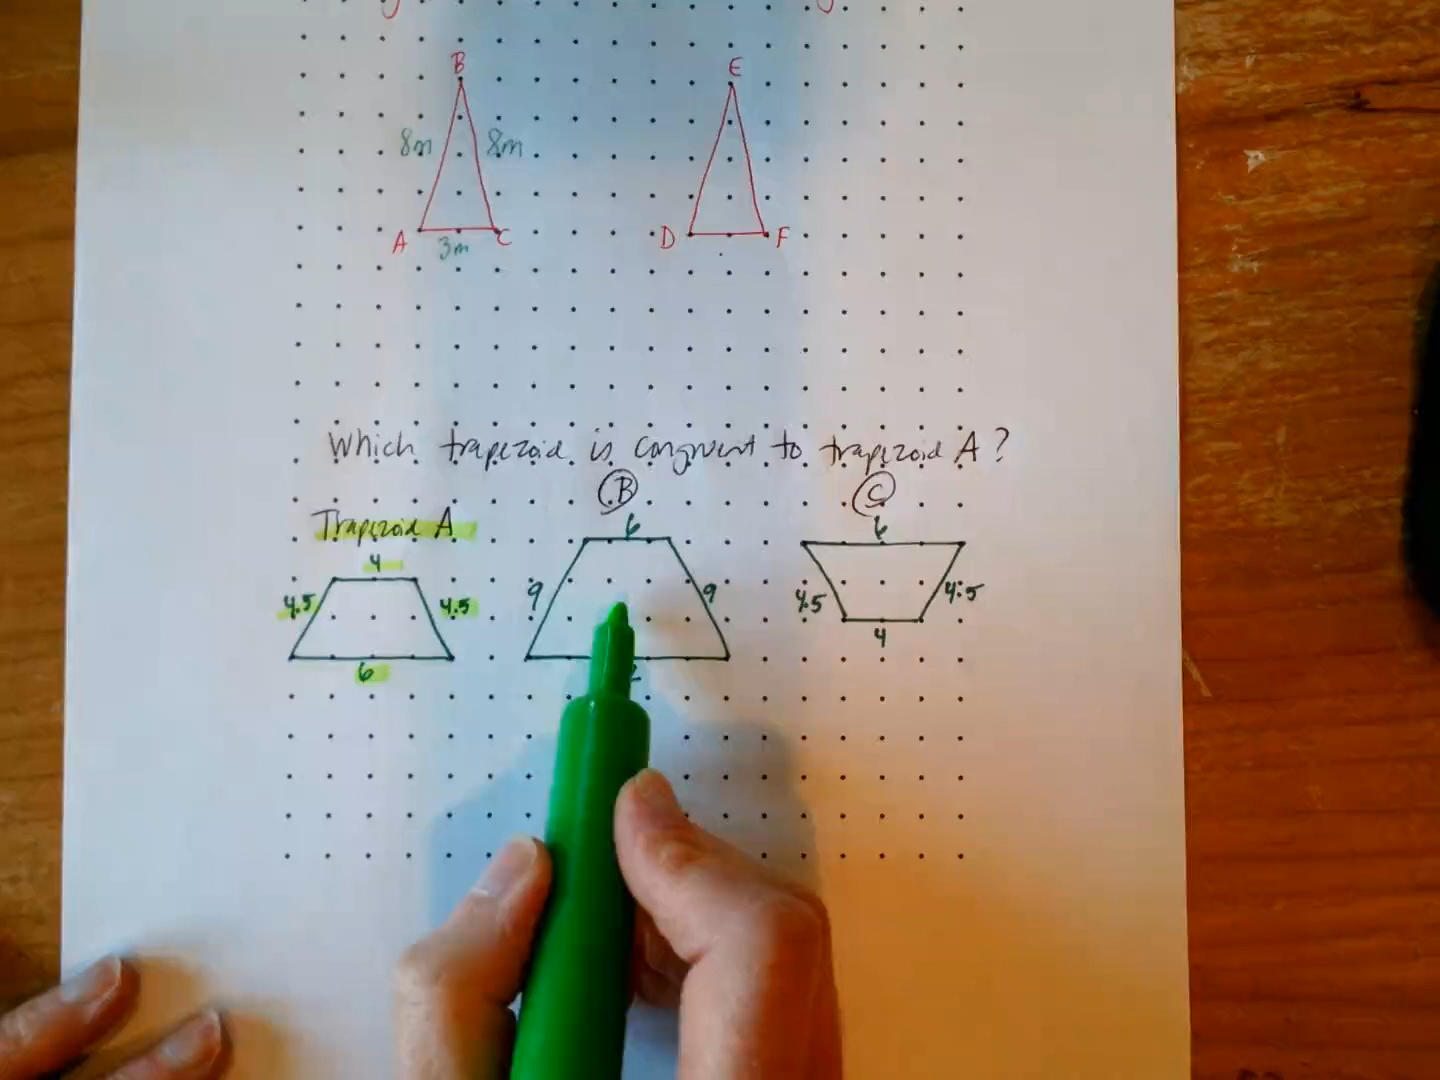 B
E
8m
8m
A
3m
C
D
F
Which trapezoid is congruent to trapezoid A?
B
C
Trapezoid A
4
4.5
4.5
6
6
9
9
6
4.5
4.5
4